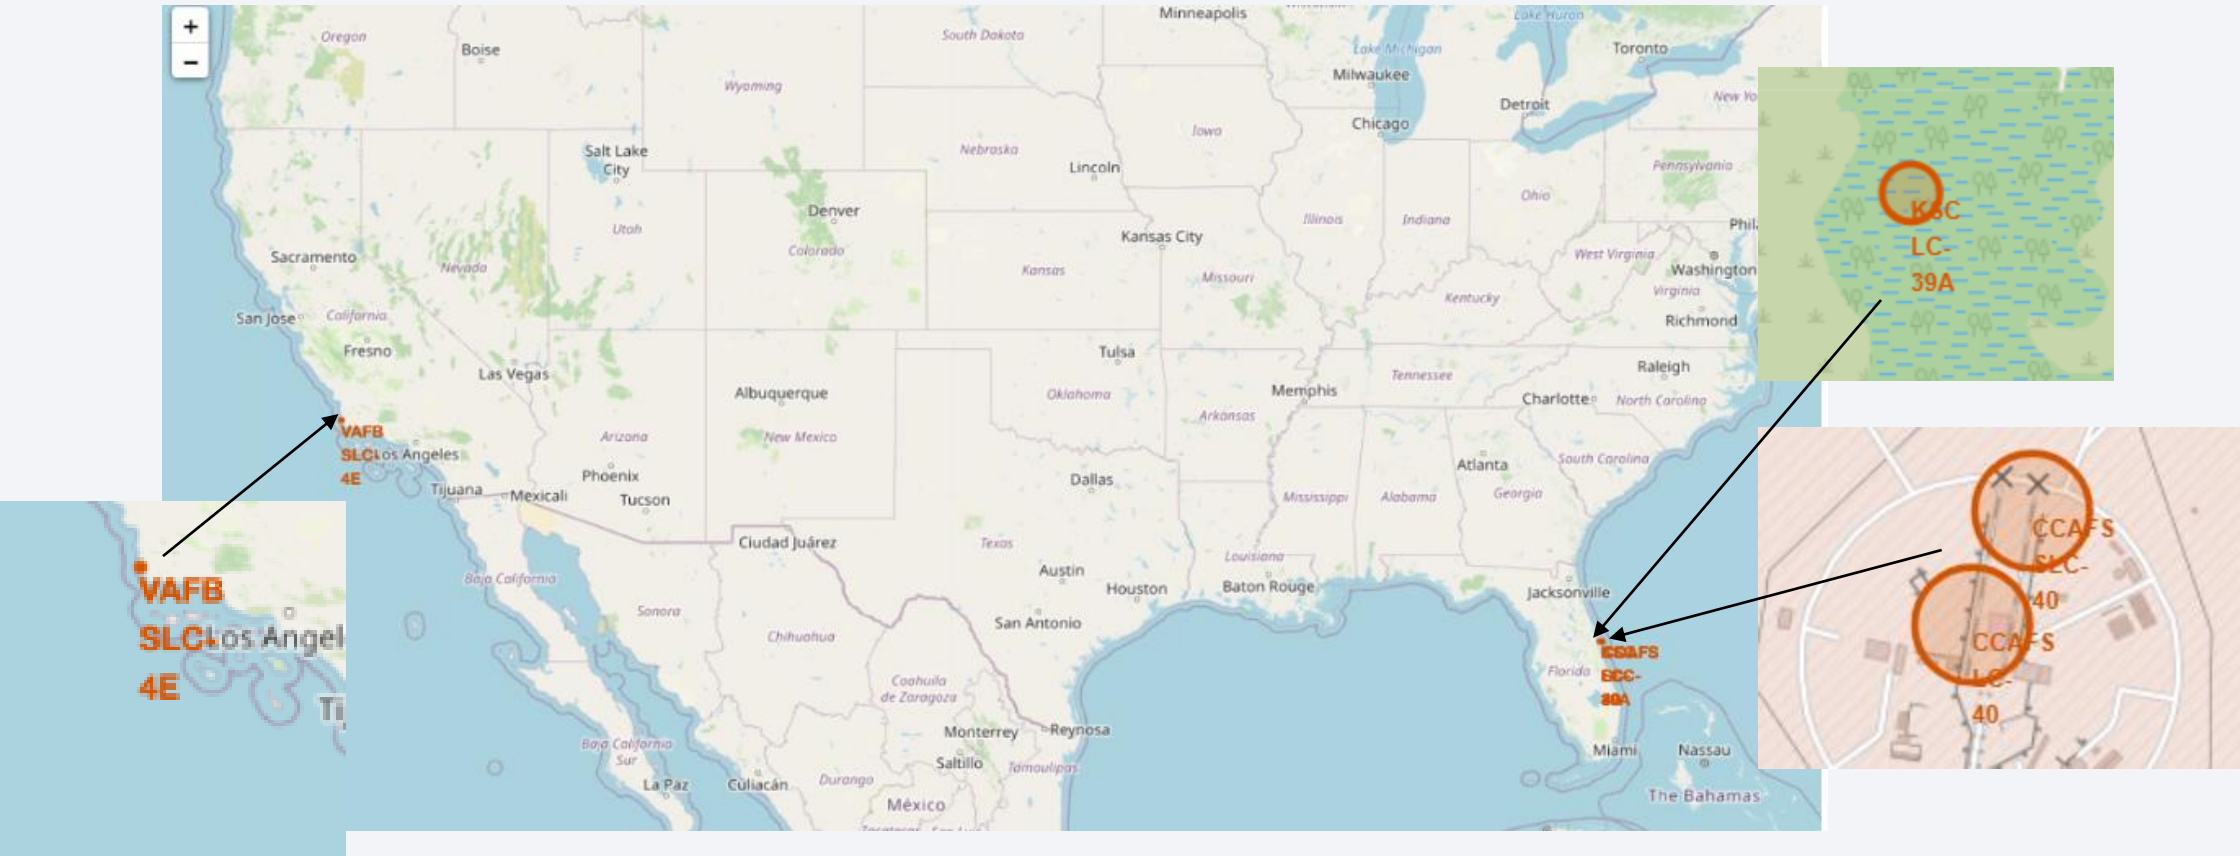 +
−
Minneapolis
Lake Huron
Oregon
Boise
South Dakota
Lake Michigan
Toronto
Milwaukee
Wyoming
New Yo
Detroit
Chicago
Iowa
Salt Lake
City
Nebraska
Lincoln
Pennsylvania
Ohio
Denver
Illinois
Indiana
Phil
Utah
Colorado
Kansas City
Sacramento
Nevada
Kansas
Missouri
West Virginia
Washington
Virginia
Kentucky
San Jose
California
Richmond
Fresno
Las Vegas
Tulsa
Raleigh
Tennessee
Albuquerque
Oklahoma
Memphis
Charlotte
North Carolina
Arkansas
VAFB
SLC-
4E
Los Angeles
Arizona
New Mexico
Phoenix
Tucson
Dallas
Atlanta
South Carolina
Tijuana
Mexicali
Mississippi
Alabama
Georgia
Ciudad Juárez
Texas
Louisiana
Baja California
Austin
Houston
Baton Rouge
Jacksonville
Sonora
Chihuahua
San Antonio
Florida
Coahuila
de Zaragoza
Monterrey
Reynosa
Baja California
Sur
Saltillo
Tamaulipas
Miami
Nassau
La Paz
Culiacán
Durango
México
The Bahamas
KSC
LC-
39A
CCAFS
SLC-
40
CCAFS
LC-
40
VAFB
SLC-
4E
Los Angel
Ti